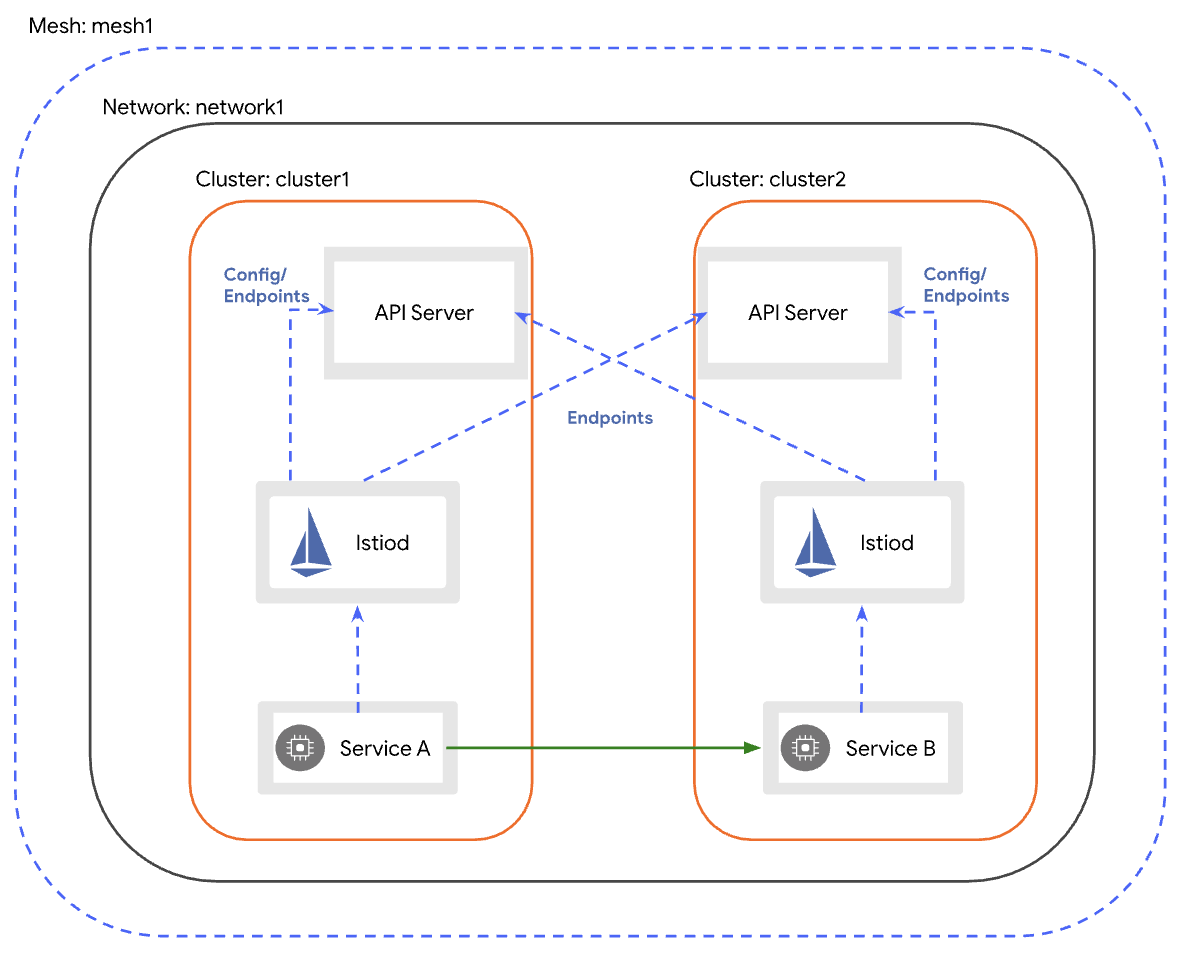 Mesh: mesh1
Network: network1
Cluster: cluster1
Cluster: cluster2
Config/
Endpoints
API Server
API Server
Config/
Endpoints
Endpoints
Istiod
Istiod
Service A
Service B